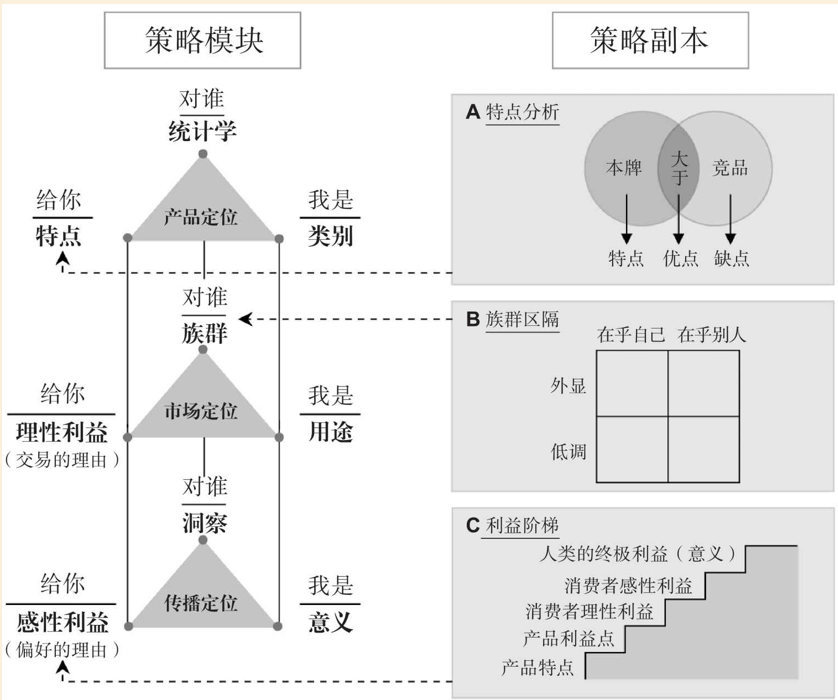 策略模块
对谁
统计学
给你
特点
产品定位
我是
类别
对谁
族群
给你
理性利益
（交易的理由）
市场定位
我是
用途
对谁
洞察
给你
感性利益
（偏好的理由）
传播定位
我是
意义
策略副本
A 特点分析
本牌
大于
竞品
特点
优点
缺点
B 族群区隔
在乎自己 在乎别人
外显
低调
C 利益阶梯
人类的终极利益（意义）
消费者感性利益
消费者理性利益
产品利益点
产品特点